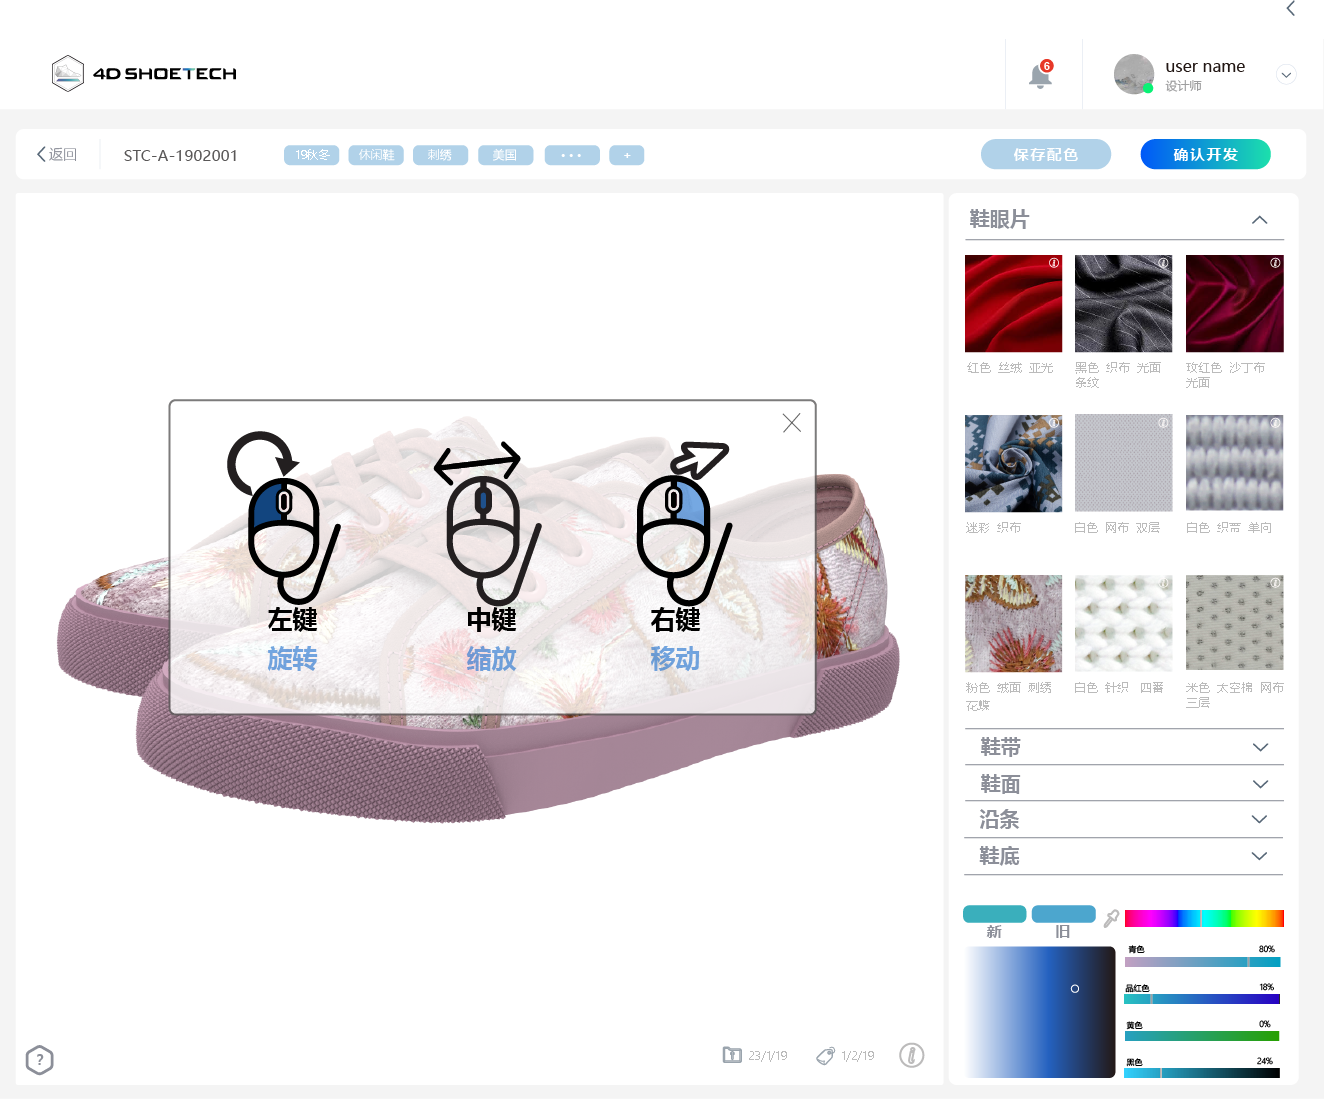 4D SHOETECH
6
user name
设计师
返回
STC-A-1902001
19秋冬
休闲鞋
刺绣
美国
...
+
保存配色
确认开发
左键
旋转
中键
缩放
右键
移动
?
23/1/19
1/2/19
鞋眼片
红色 丝绒 亚光
黑色 织布 光面
条纹
玫红色 沙丁布
光面
迷彩 织布
白色 网布 双层
白色 织带 单向
粉色 绒面 刺绣
花蝶
白色 针织 四番
米色 太空棉 网布
三层
鞋带
鞋面
沿条
鞋底
新
旧
青色 80%
品红色 18%
黄色 0%
黑色 24%